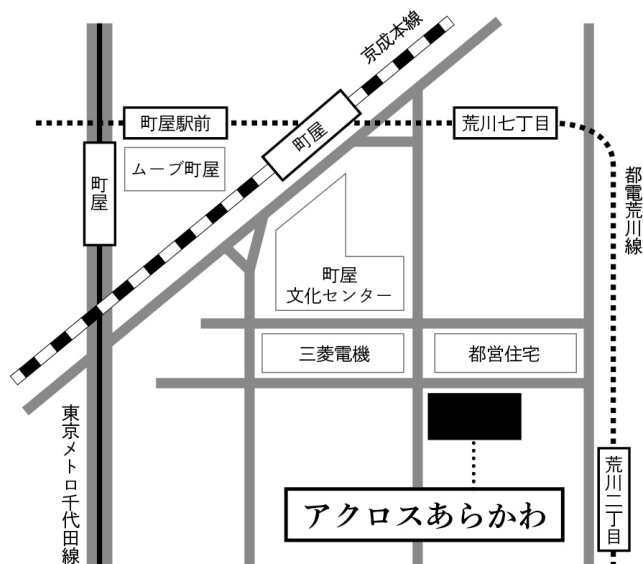 京成本線
町屋駅前
町屋
荒川七丁目
ムーブ町屋
町屋
都電荒川線
町屋
文化センター
三菱電機
都営住宅
東京メトロ千代田線
荒川二丁目
アクロスあらかわ